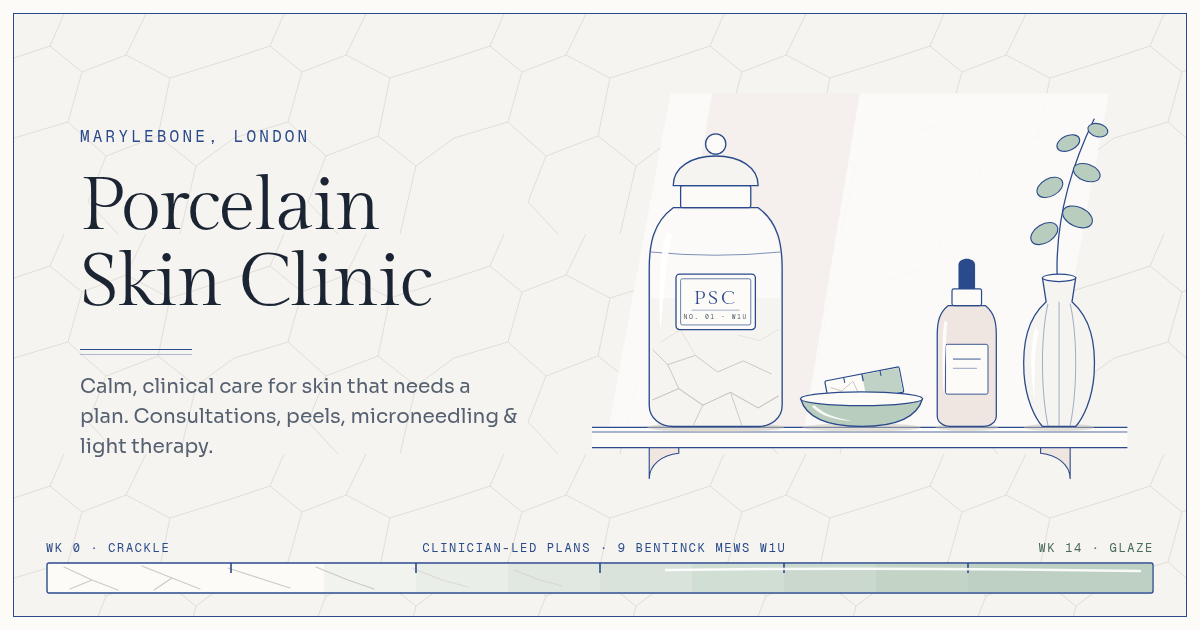 MARYLEBONE, LONDON
Porcelain
Skin Clinic
Calm, clinical care for skin that needs a
plan. Consultations, peels, microneedling &
light therapy.
PSC
NO. 01 - W1U
WK 0 · CRACKLE
CLINICIAN-LED PLANS · 9 BENTINCK MEWS W1U
WK 14 · GLAZE